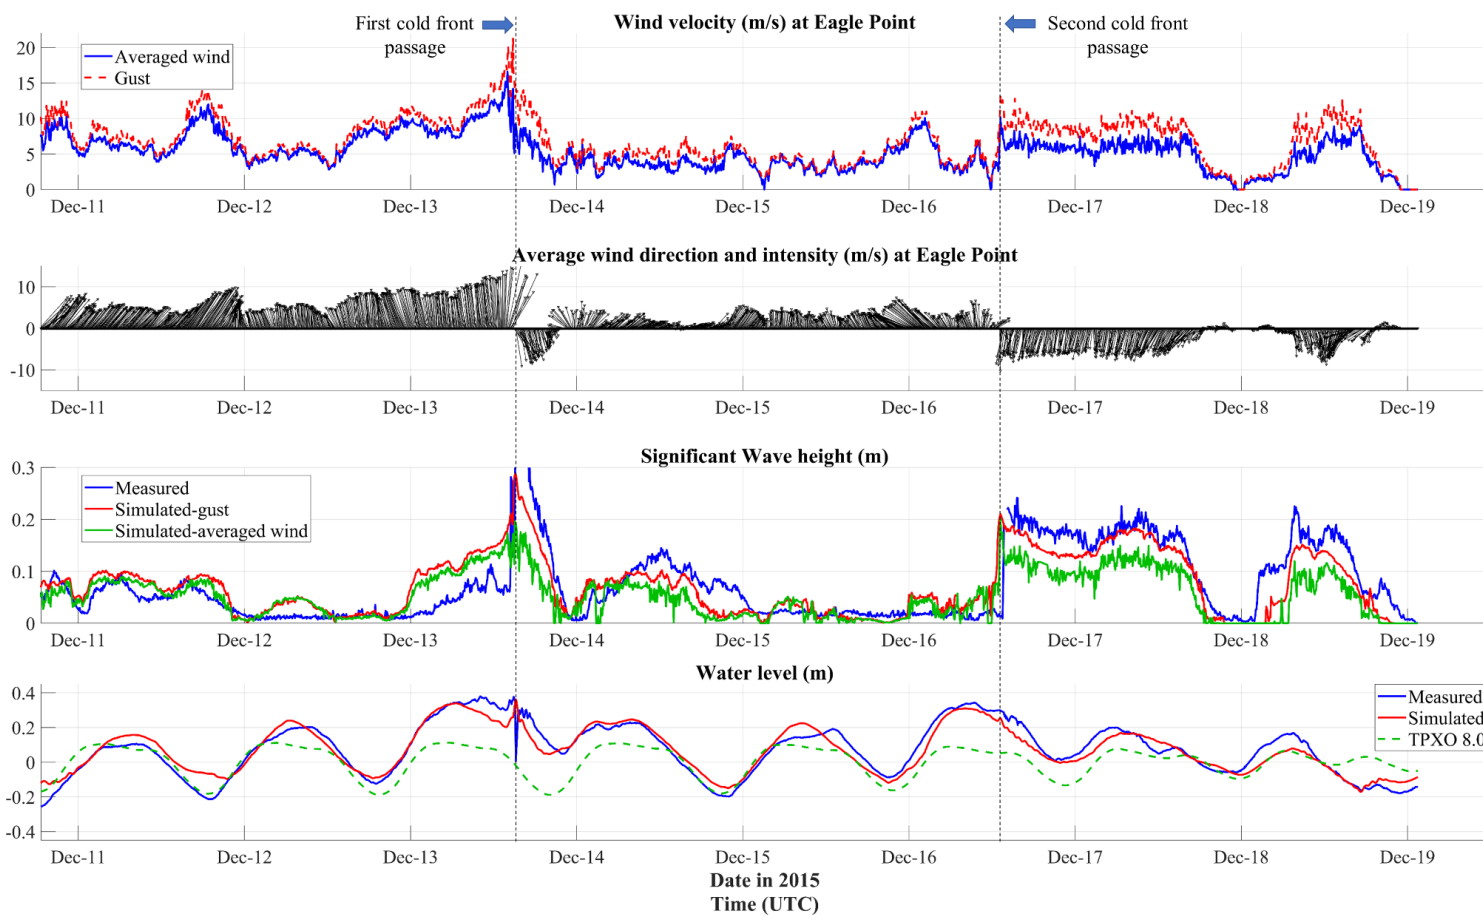 First cold front
passage
Wind velocity (m/s) at Eagle Point
Second cold front
passage
20
15
10
5
0
Averaged wind
Gust
Dec-11 Dec-12 Dec-13 Dec-14 Dec-15 Dec-16 Dec-17 Dec-18 Dec-19
Average wind direction and intensity (m/s) at Eagle Point
10
0
-10
Dec-11 Dec-12 Dec-13 Dec-14 Dec-15 Dec-16 Dec-17 Dec-18 Dec-19
Significant Wave height (m)
0.3
0.2
0.1
0
Measured
Simulated-gust
Simulated-averaged wind
Dec-11 Dec-12 Dec-13 Dec-14 Dec-15 Dec-16 Dec-17 Dec-18 Dec-19
Water level (m)
0.4
0.2
0
-0.2
-0.4
Measured
Simulated
TPXO 8.0
Dec-11 Dec-12 Dec-13 Dec-14 Dec-15 Dec-16 Dec-17 Dec-18 Dec-19
Date in 2015
Time (UTC)